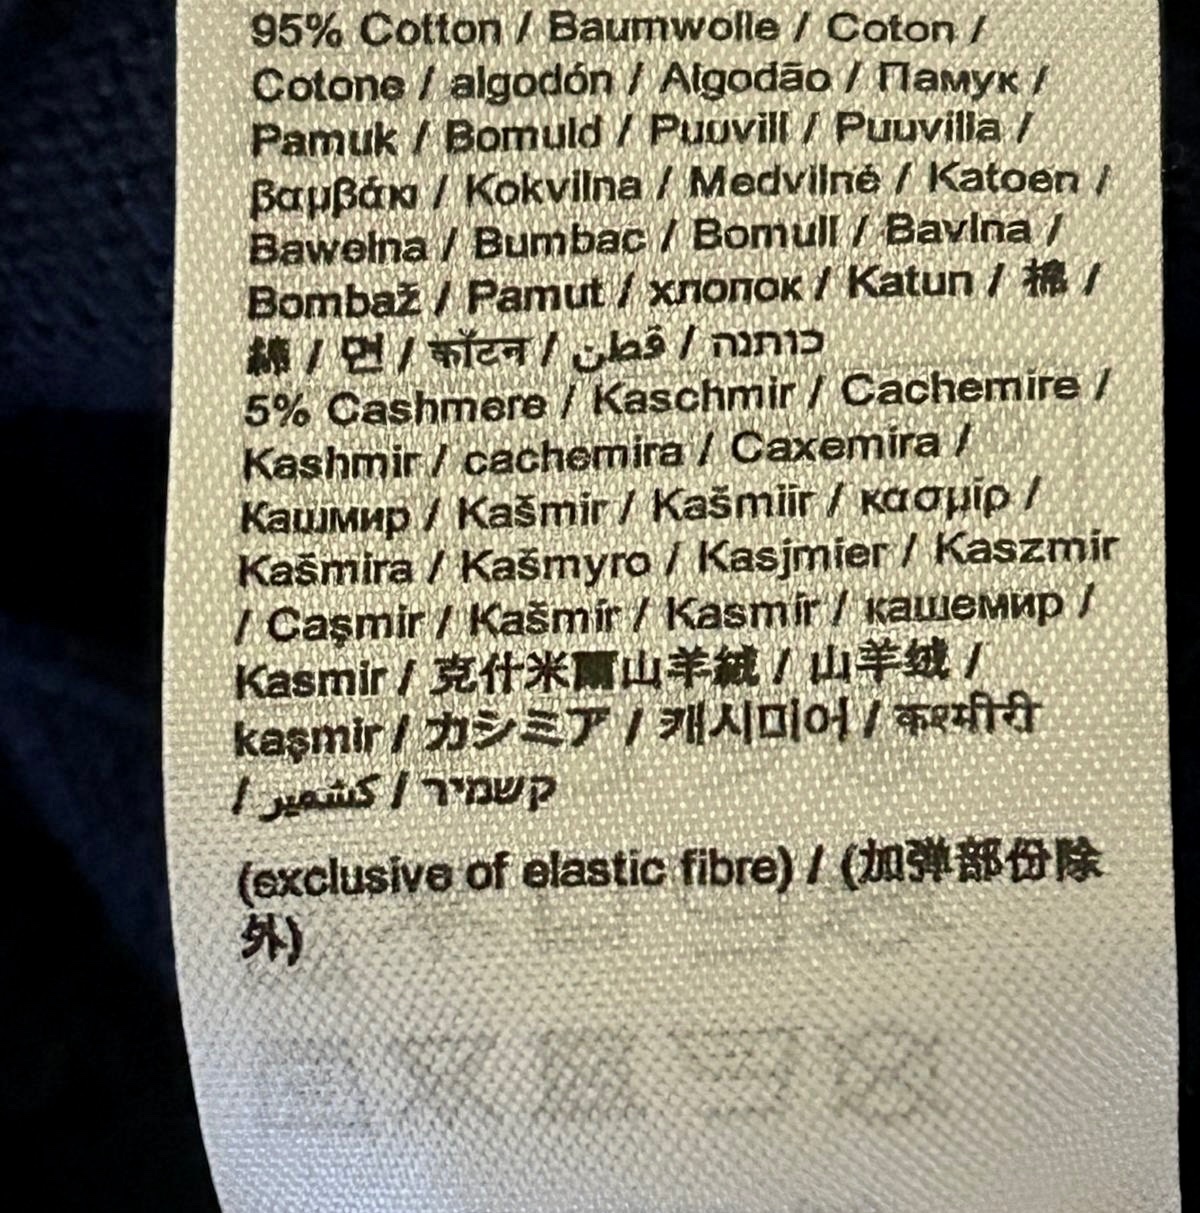 95% Cotton / Baumwolle / Coton /
Cotone / algodón / Algodão / Памук /
Pamuk / Bomuld / Puuvill / Puuvilla /
βαμβάκι / Kokvilna / Medvilnė / Katoen /
Bawełna / Bumbac / Bomull / Bavlna /
Bombaž / Pamut / хлопок / Katun / 棉 /
綿 / 면 / कॉटन / قطن / כותנה
5% Cashmere / Kaschmir / Cachemire /
Kashmir / cachemira / Caxemira /
Кашмир / Kašmir / Kašmiir / κασμίρ /
Kašmira / Kašmyro / Kasjmier / Kaszmir
/ Caşmir / Kašmír / Kasmír / кашемир /
Kasmir / 克什米爾山羊絨 / 山羊绒 /
kaşmir / カシミア / 캐시미어 / कश्मीरी
/ كشمير / קשמיר
(exclusive of elastic fibre) / (加弹部份除
外)